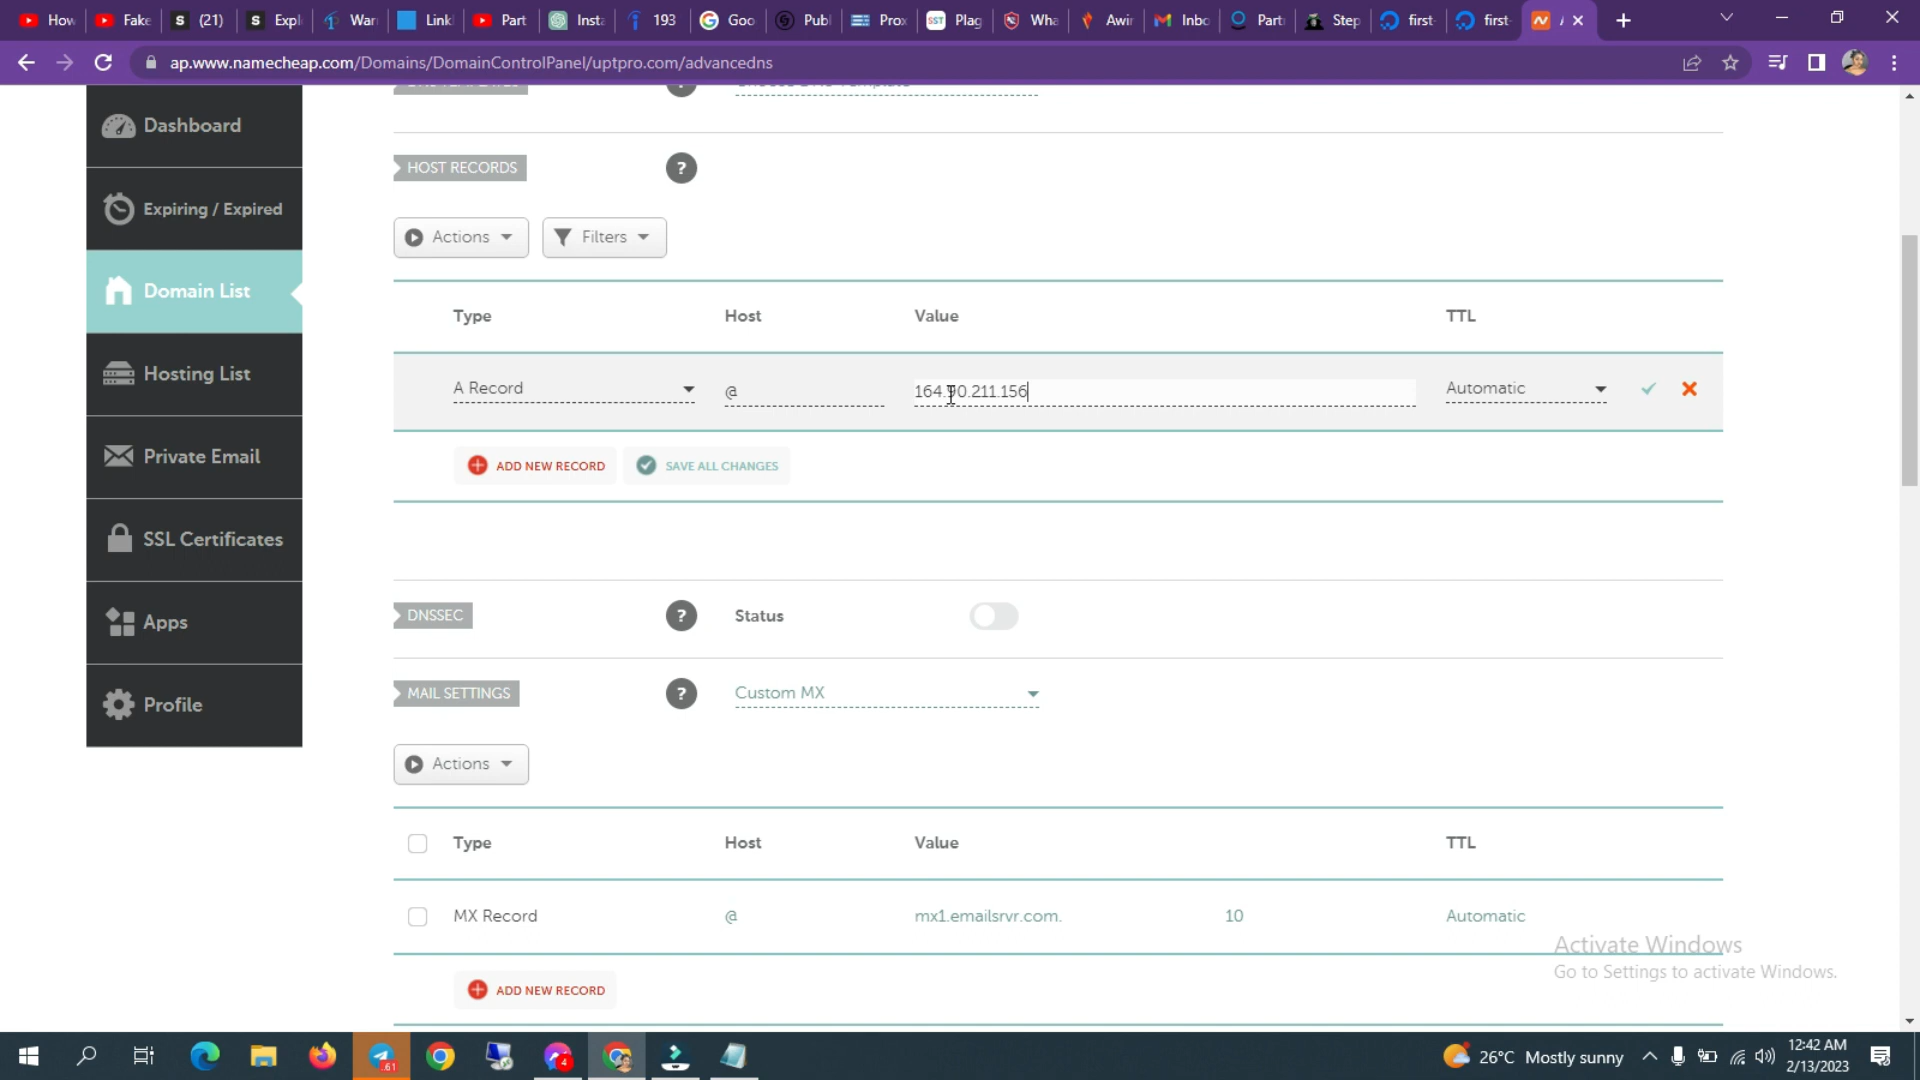 How
Fake
(21)
Expl
War
Link
Part
Insta
193
Goo
Publ
Prox
Plag
Wha
Awir
Inbo
Part
Step
first-
first-
ap.www.namecheap.com/Domains/DomainControlPanel/uptpro.com/advancedns
Dashboard
Expiring / Expired
Domain List
Hosting List
Private Email
SSL Certificates
Apps
Profile
HOST RECORDS ?
Actions Filters
Type Host Value TTL
A Record @ 164.90.211.156 Automatic
ADD NEW RECORD SAVE ALL CHANGES
DNSSEC ? Status
MAIL SETTINGS ? Custom MX
Actions
Type Host Value TTL
MX Record @ mx1.emailsrvr.com. 10 Automatic
ADD NEW RECORD
Activate Windows
Go to Settings to activate Windows.
26°C Mostly sunny
12:42 AM
2/13/2023